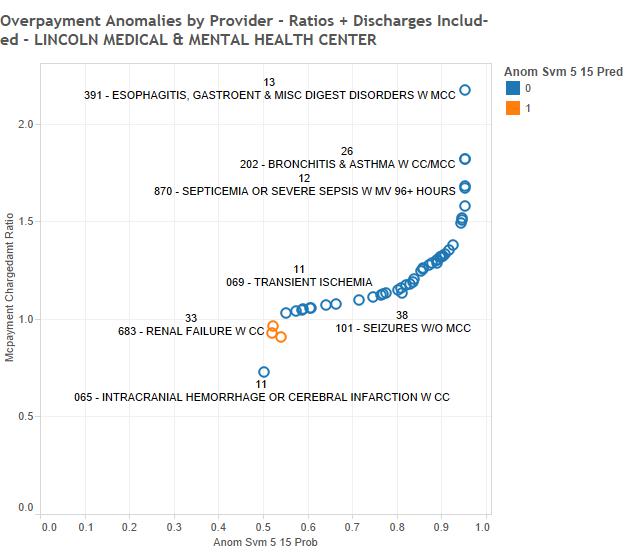 Overpayment Anomalies by Provider - Ratios + Discharges Includ-
ed - LINCOLN MEDICAL & MENTAL HEALTH CENTER
Anom Svm 5 15 Pred
0
1
13
391 - ESOPHAGITIS, GASTROENT & MISC DIGEST DISORDERS W MCC
2.0
26
202 - BRONCHITIS & ASTHMA W CC/MCC
12
870 - SEPTICEMIA OR SEVERE SEPSIS W MV 96+ HOURS
1.5
Mcpayment Chargedamt Ratio
11
069 - TRANSIENT ISCHEMIA
1.0
33
683 - RENAL FAILURE W CC
38
101 - SEIZURES W/O MCC
11
065 - INTRACRANIAL HEMORRHAGE OR CEREBRAL INFARCTION W CC
0.5
0.0
0.0 0.1 0.2 0.3 0.4 0.5 0.6 0.7 0.8 0.9 1.0
Anom Svm 5 15 Prob